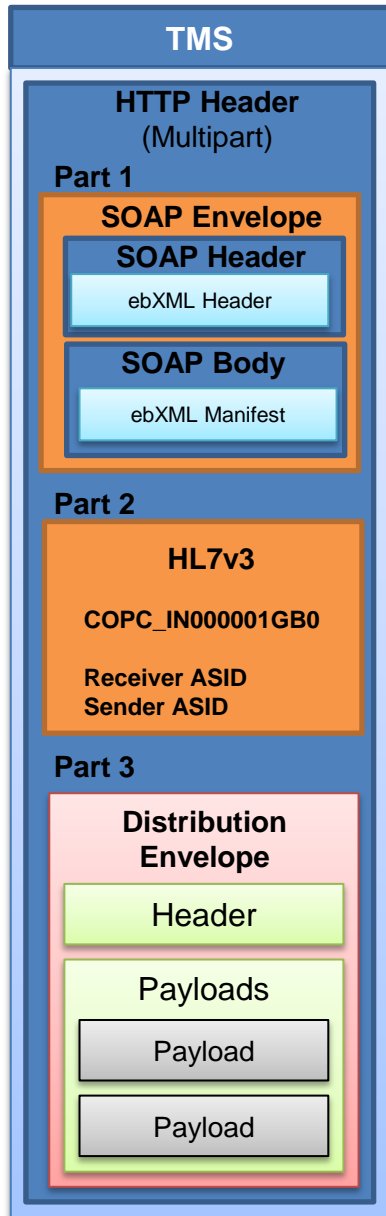 TMS
HTTP Header
(Multipart)
Part 1
SOAP Envelope
SOAP Header
ebXML Header
SOAP Body
ebXML Manifest
Part 2
HL7v3
COPC_IN000001GB0
Receiver ASID
Sender ASID
Part 3
Distribution
Envelope
Header
Payloads
Payload
Payload